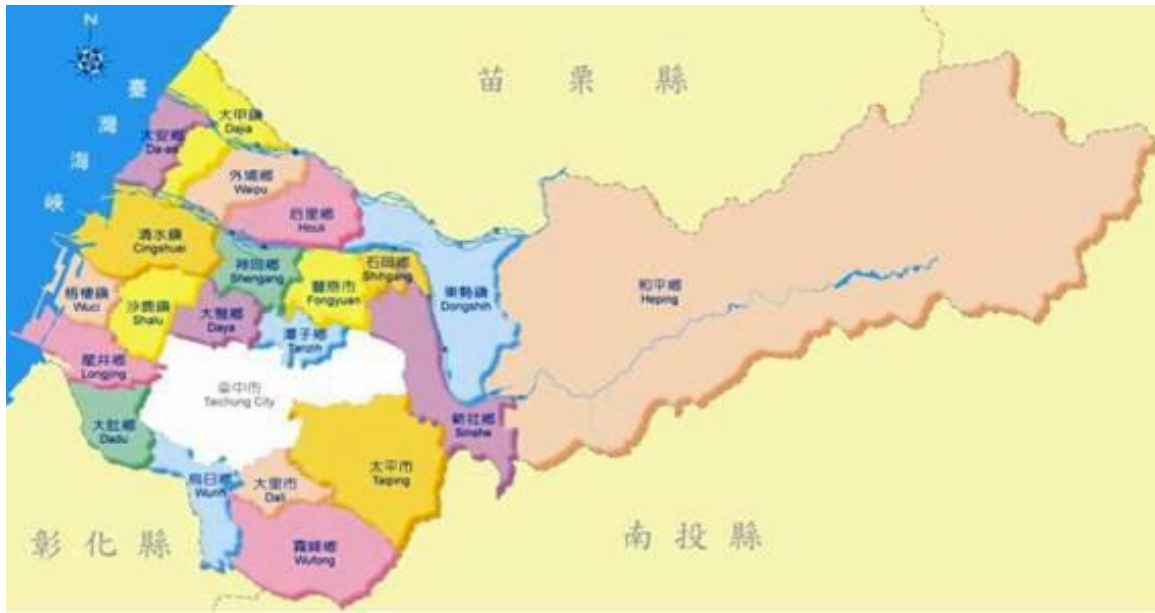 N
臺
灣
海
峽
苗栗縣
大甲鎮
Dajia
大安鄉
Da-an
外埔鄉
Weipu
后里鄉
Houli
清水鎮
Cingshuei
神岡鄉
Shengang
豐原市
Fongyuan
石岡鄉
Shihgang
東勢鎮
Dongshih
和平鄉
Heping
梧棲鎮
Wuci
沙鹿鎮
Shalu
大雅鄉
Daya
潭子鄉
Tanzih
龍井鄉
Longjing
臺中市
Taichung City
大肚鄉
Dadu
新社鄉
Sinshe
烏日鄉
Wurih
大里市
Dali
太平市
Taiping
霧峰鄉
Wufong
彰化縣
南投縣